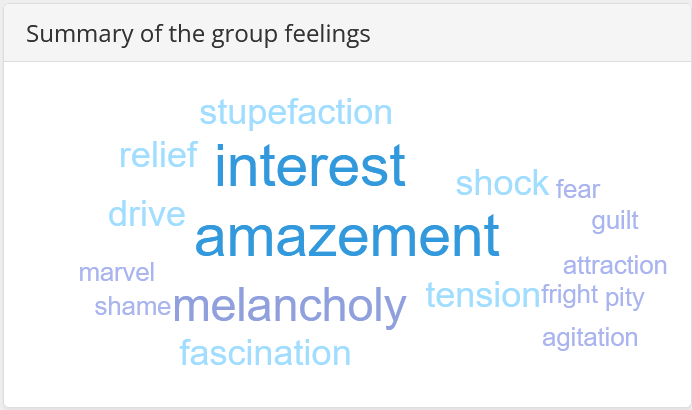 Summary of the group feelings
stupefaction
relief
interest
shock
fear
drive
guilt
amazement
attraction
marvel
tension
fright
pity
shame
melancholy
agitation
fascination